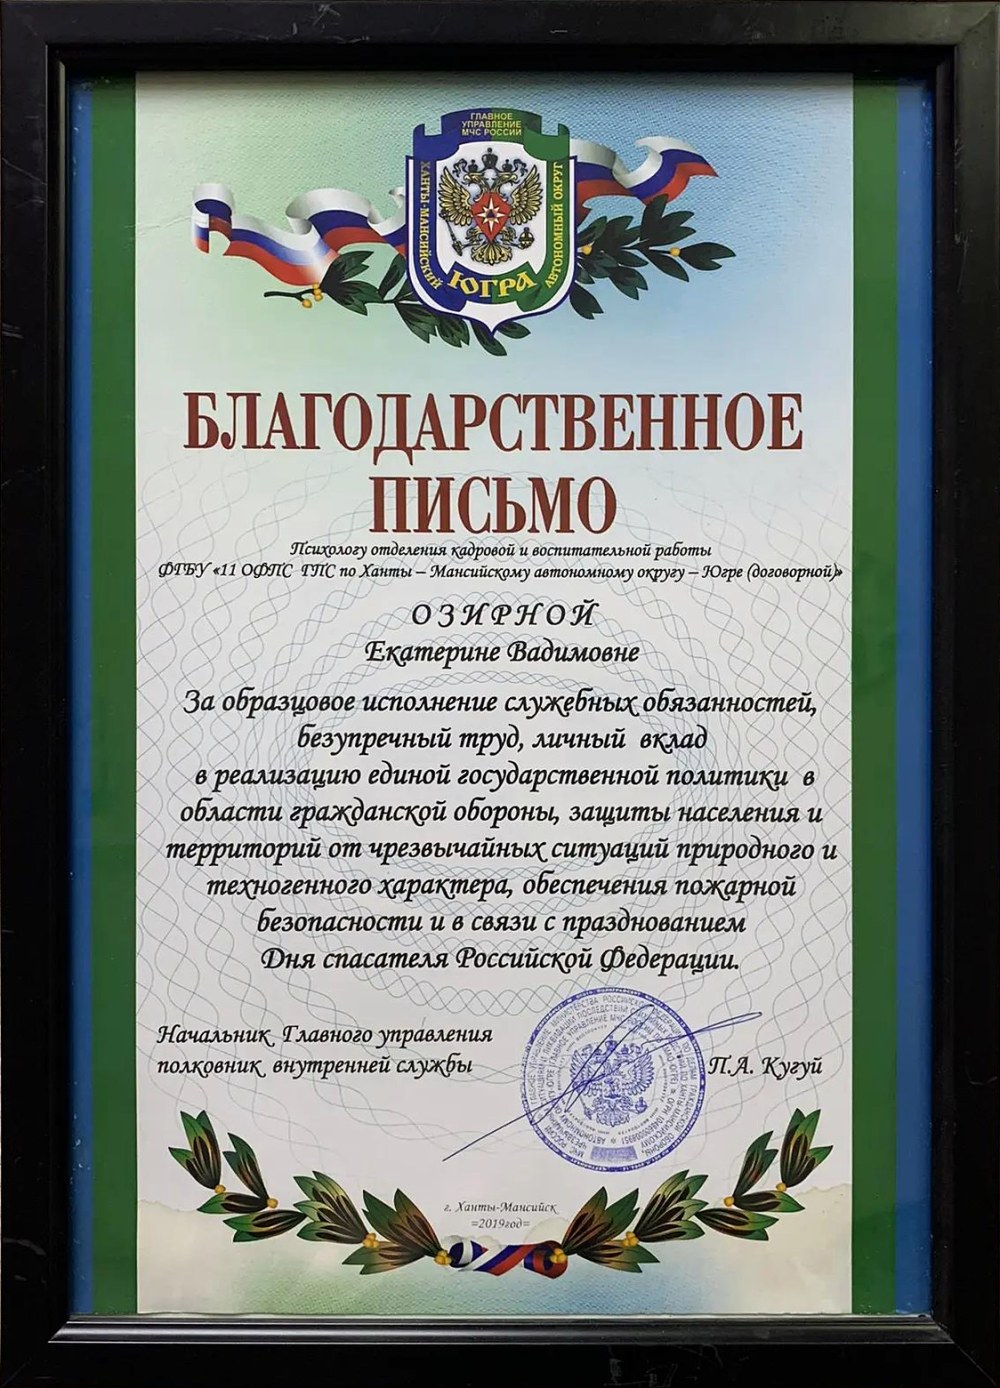 ГЛАВНОЕ
УПРАВЛЕНИЕ
МЧС РОССИИ
ХАНТЫ-МАНСИЙСКИЙ
АВТОНОМНЫЙ ОКРУГ
ЮГРА
БЛАГОДАРСТВЕННОЕ
ПИСЬМО
Психологу отделения кадровой и воспитательной работы
ФГБУ «11 ОФПС ГПС по Ханты – Мансийскому автономному округу – Югре (договорной)»
ОЗИРНОЙ
Екатерине Вадимовне
За образцовое исполнение служебных обязанностей,
безупречный труд, личный вклад
в реализацию единой государственной политики в
области гражданской обороны, защиты населения и
территорий от чрезвычайных ситуаций природного и
техногенного характера, обеспечения пожарной
безопасности и в связи с празднованием
Дня спасателя Российской Федерации.
Начальник Главного управления
полковник внутренней службы
П.А. Кугуй
г. Ханты-Мансийск
=2019год=